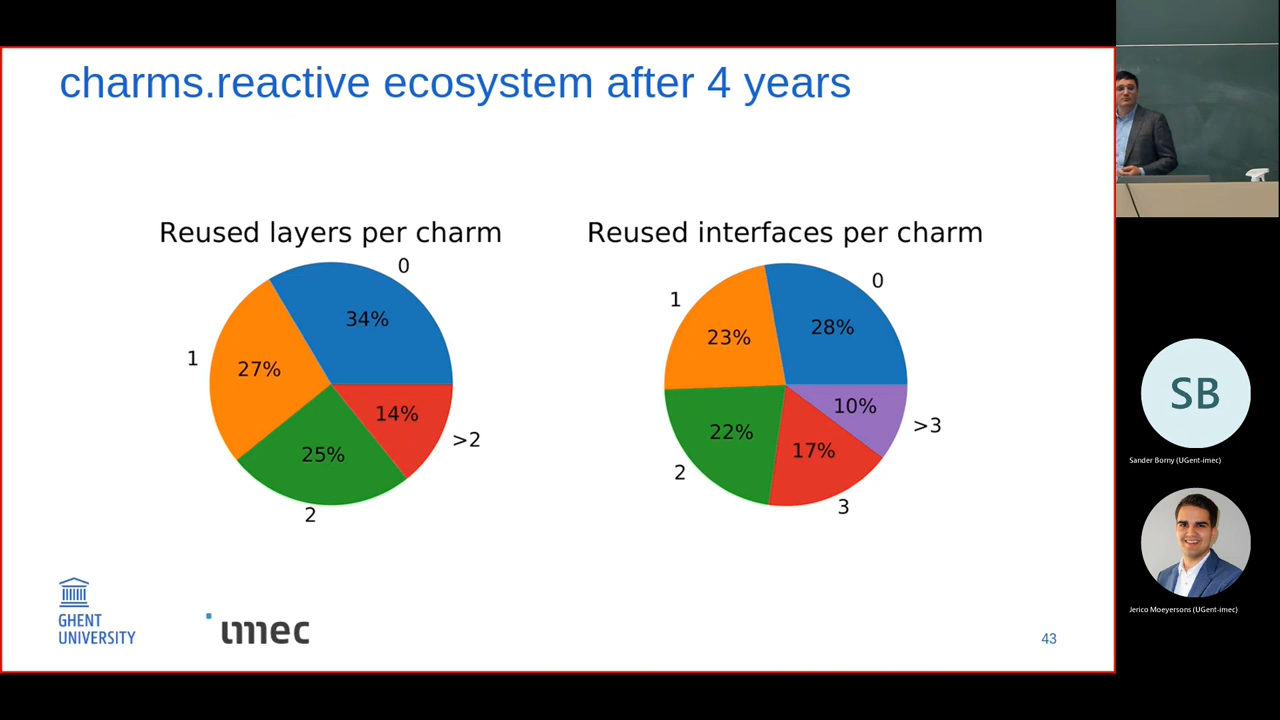 charms.reactive ecosystem after 4 years
Reused layers per charm
0
34%
1
27%
14%
>2
25%
2
Reused interfaces per charm
0
1
28%
23%
10%
>3
22%
17%
2
3
GHENT
UNIVERSITY
imec
43
SB
Sander Borny (UGent-imec)
Jerico Moeyersons (UGent-imec)